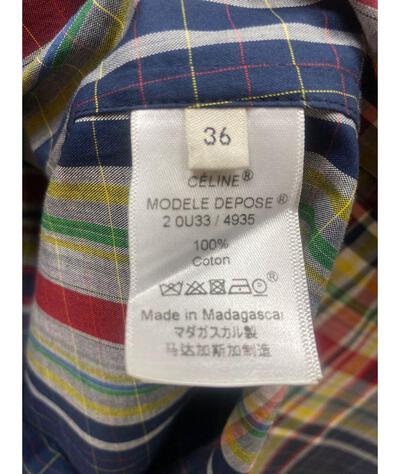 36
CÉLINE®
MODELE DEPOSE®
2 0U33 / 4935
100%
Coton
Made in Madagascar
マダガスカル製
马达加斯加制造